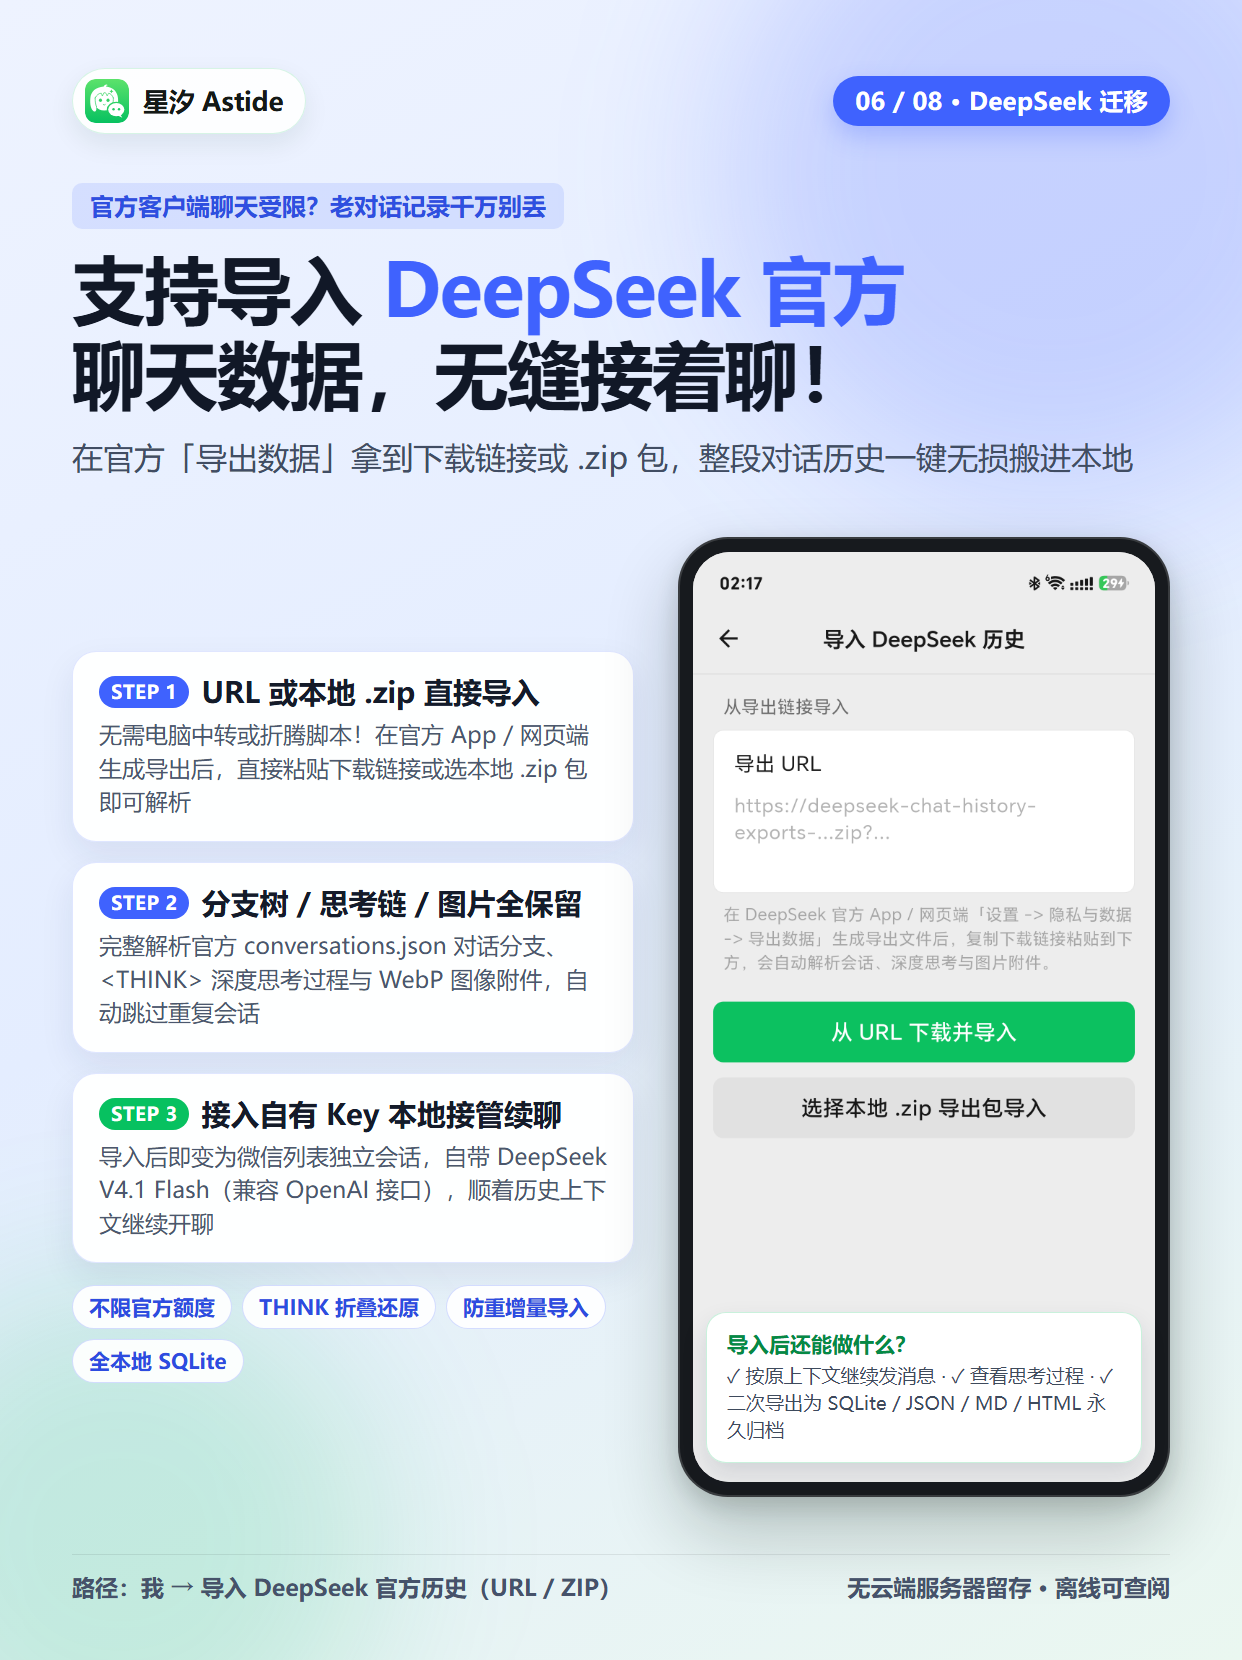 星汐 Astide
06 / 08 • DeepSeek 迁移
官方客户端聊天受限？老对话记录千万别丢
支持导入 DeepSeek 官方
聊天数据，无缝接着聊！
在官方「导出数据」拿到下载链接或 .zip 包，整段对话历史一键无损搬进本地
STEP 1 URL 或本地 .zip 直接导入
无需电脑中转或折腾脚本！在官方 App / 网页端
生成导出后，直接粘贴下载链接或选本地 .zip 包
即可解析
STEP 2 分支树 / 思考链 / 图片全保留
完整解析官方 conversations.json 对话分支、
<THINK> 深度思考过程与 WebP 图像附件，自
动跳过重复会话
STEP 3 接入自有 Key 本地接管续聊
导入后即变为微信列表独立会话，自带 DeepSeek
V4.1 Flash（兼容 OpenAI 接口），顺着历史上下
文继续开聊
不限官方额度
THINK 折叠还原
防重增量导入
全本地 SQLite
02:17
6
29
导入 DeepSeek 历史
从导出链接导入
导出 URL
https://deepseek-chat-history-
exports-...zip?...
在 DeepSeek 官方 App / 网页端「设置 -> 隐私与数据
-> 导出数据」生成导出文件后，复制下载链接粘贴到下
方，会自动解析会话、深度思考与图片附件。
从 URL 下载并导入
选择本地 .zip 导出包导入
导入后还能做什么？
✓ 按原上下文继续发消息 · ✓ 查看思考过程 · ✓
二次导出为 SQLite / JSON / MD / HTML 永
久归档
路径：我 → 导入 DeepSeek 官方历史（URL / ZIP）
无云端服务器留存 • 离线可查阅